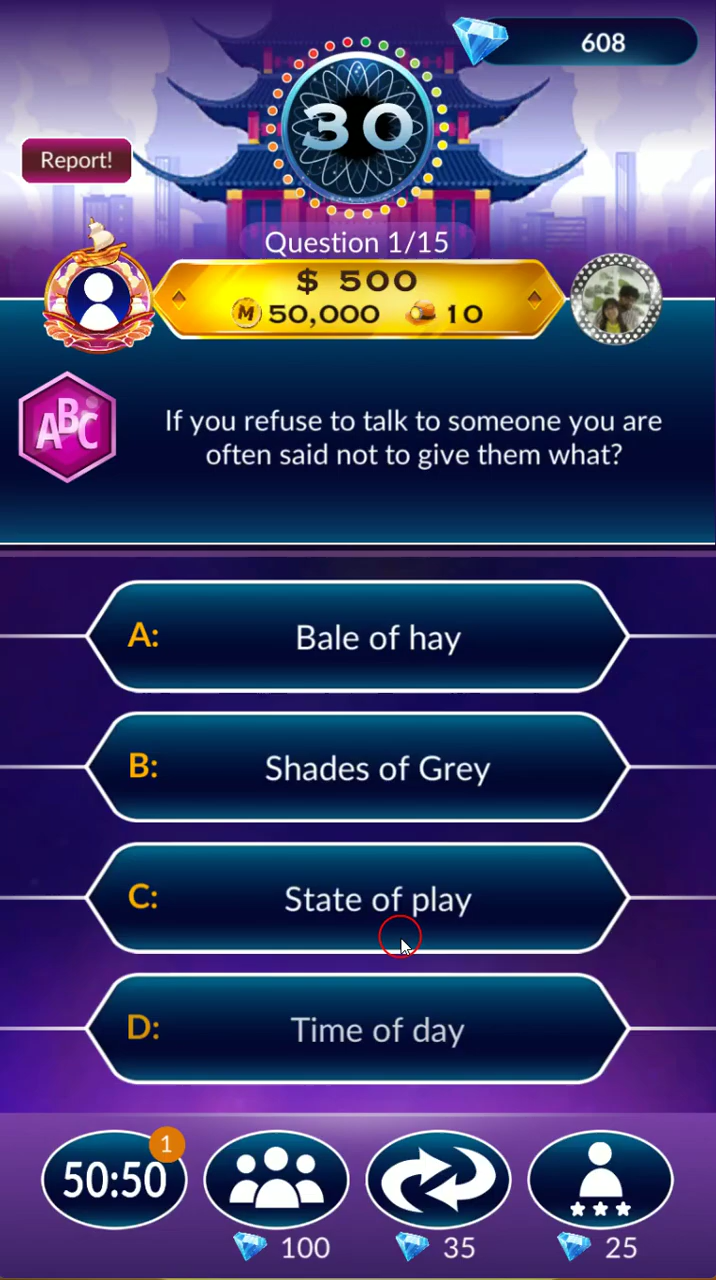 608
30
Report!
Question 1/15
$ 500
M 50,000 10
ABC
If you refuse to talk to someone you are
often said not to give them what?
A: Bale of hay
B: Shades of Grey
C: State of play
D: Time of day
50:50 1
100 35 25